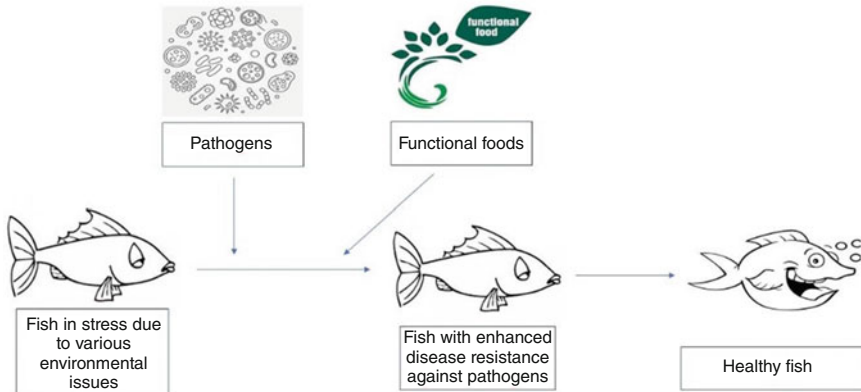 functional
food
Pathogens
Functional foods
Fish in stress due
to various
environmental
issues
Fish with enhanced
disease resistance
against pathogens
Healthy fish